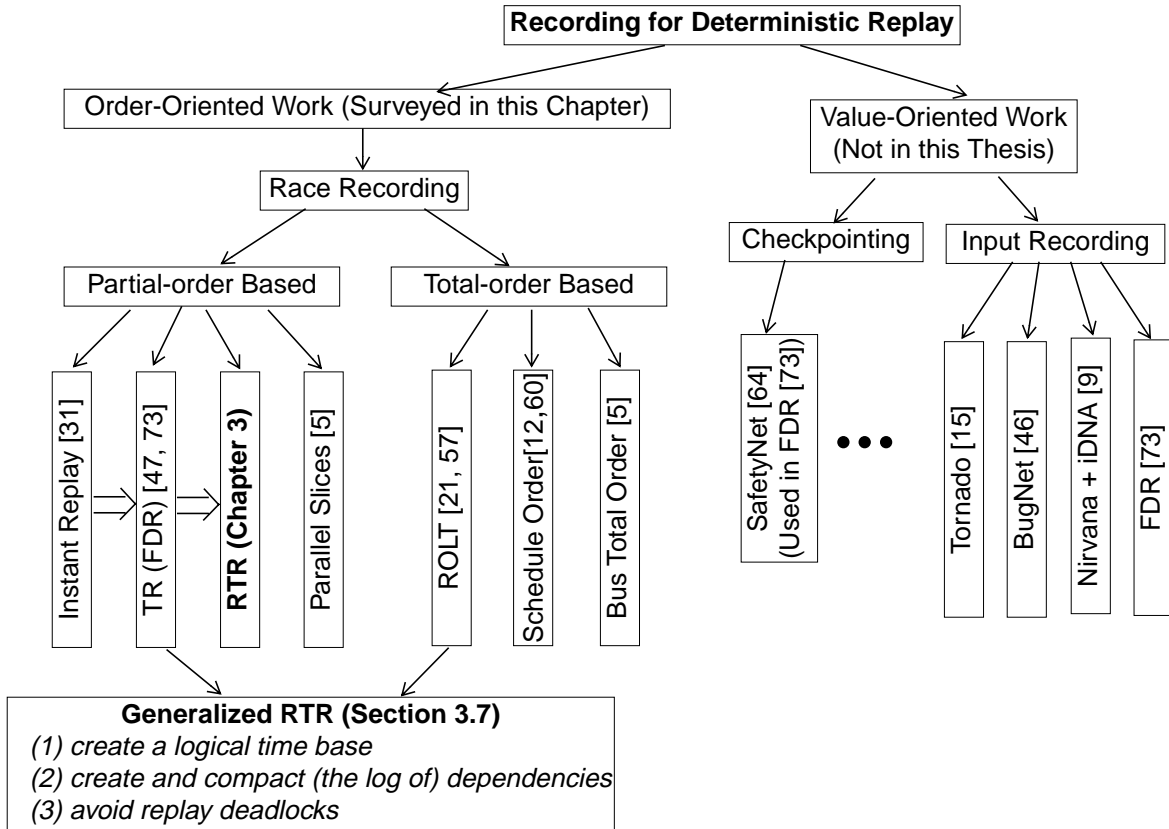 Recording for Deterministic Replay
Order-Oriented Work (Surveyed in this Chapter)
Value-Oriented Work
(Not in this Thesis)
Race Recording
Checkpointing
Input Recording
Partial-order Based
Total-order Based
Instant Replay [31]
TR (FDR) [47, 73]
RTR (Chapter 3)
Parallel Slices [5]
ROLT [21, 57]
Schedule Order[12,60]
Bus Total Order [5]
SafetyNet [64]
(Used in FDR [73])
Tornado [15]
BugNet [46]
Nirvana + iDNA [9]
FDR [73]
Generalized RTR (Section 3.7)
(1) create a logical time base
(2) create and compact (the log of) dependencies
(3) avoid replay deadlocks